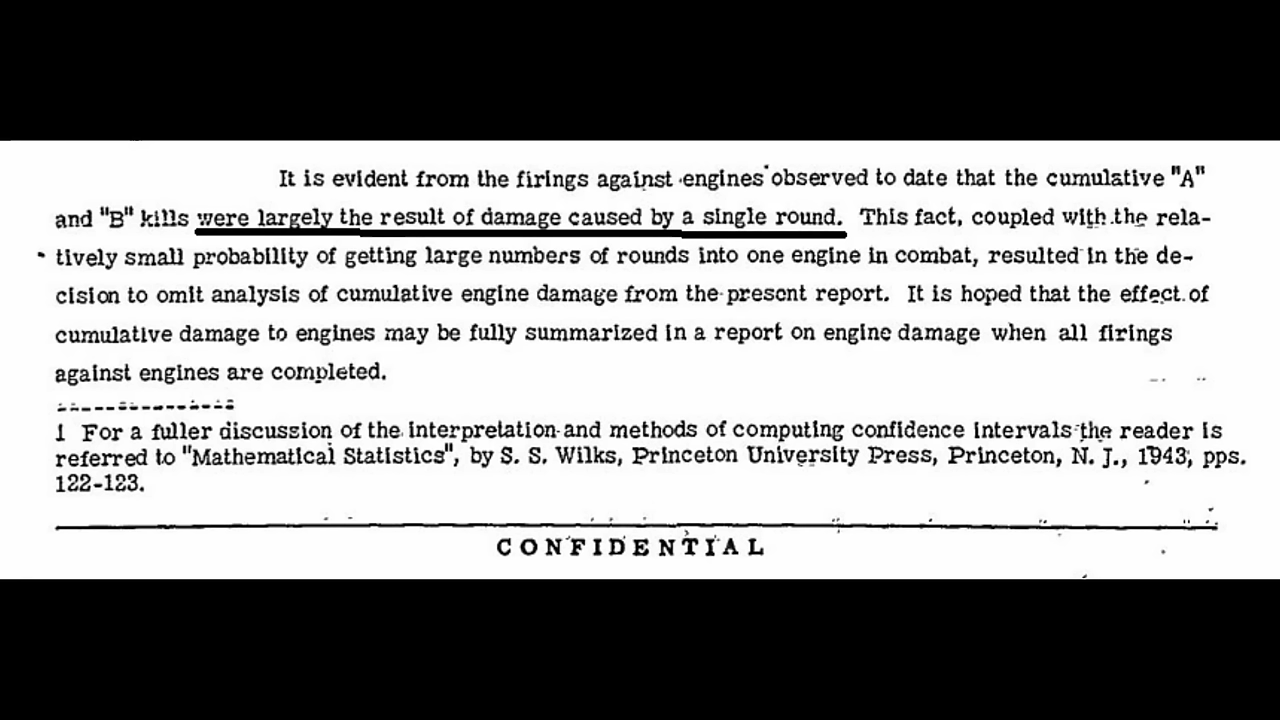 It is evident from the firings against engines observed to date that the cumulative "A"
and "B" kills were largely the result of damage caused by a single round. This fact, coupled with the rela-
tively small probability of getting large numbers of rounds into one engine in combat, resulted in the de-
cision to omit analysis of cumulative engine damage from the present report. It is hoped that the effect of
cumulative damage to engines may be fully summarized in a report on engine damage when all firings
against engines are completed.
1 For a fuller discussion of the interpretation and methods of computing confidence intervals the reader is
referred to "Mathematical Statistics", by S. S. Wilks, Princeton University Press, Princeton, N. J., 1943, pps.
122-123.
CONFIDENTIAL